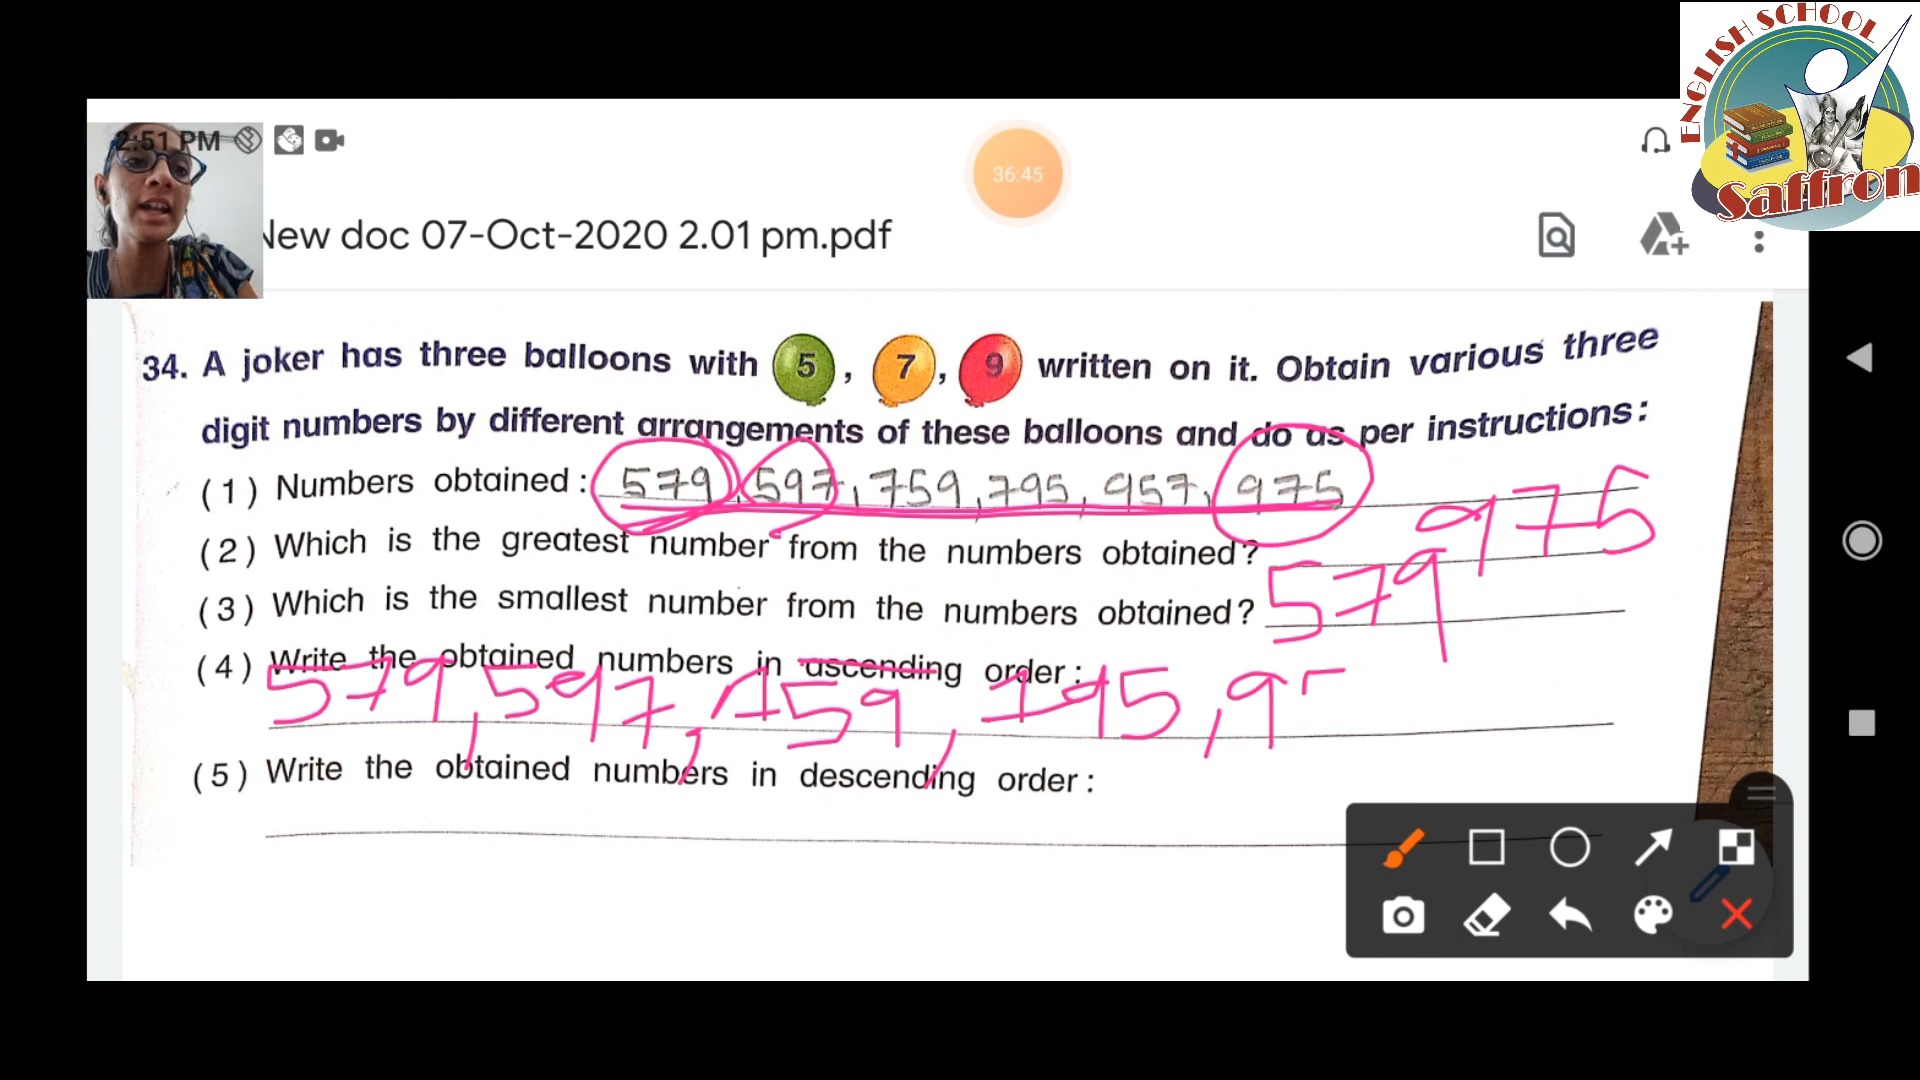 ENGLISH SCHOOL
Saffron
2:51 PM
36:45
New doc 07-Oct-2020 2.01 pm.pdf
34. A joker has three balloons with 5, 7, 9 written on it. Obtain various three
digit numbers by different arrangements of these balloons and do as per instructions:
(1) Numbers obtained: 579, 597, 759, 795, 957, 975
(2) Which is the greatest number from the numbers obtained? 975
(3) Which is the smallest number from the numbers obtained? 579
(4) Write the obtained numbers in ascending order:
579, 597, 759, 795, 9
(5) Write the obtained numbers in descending order: